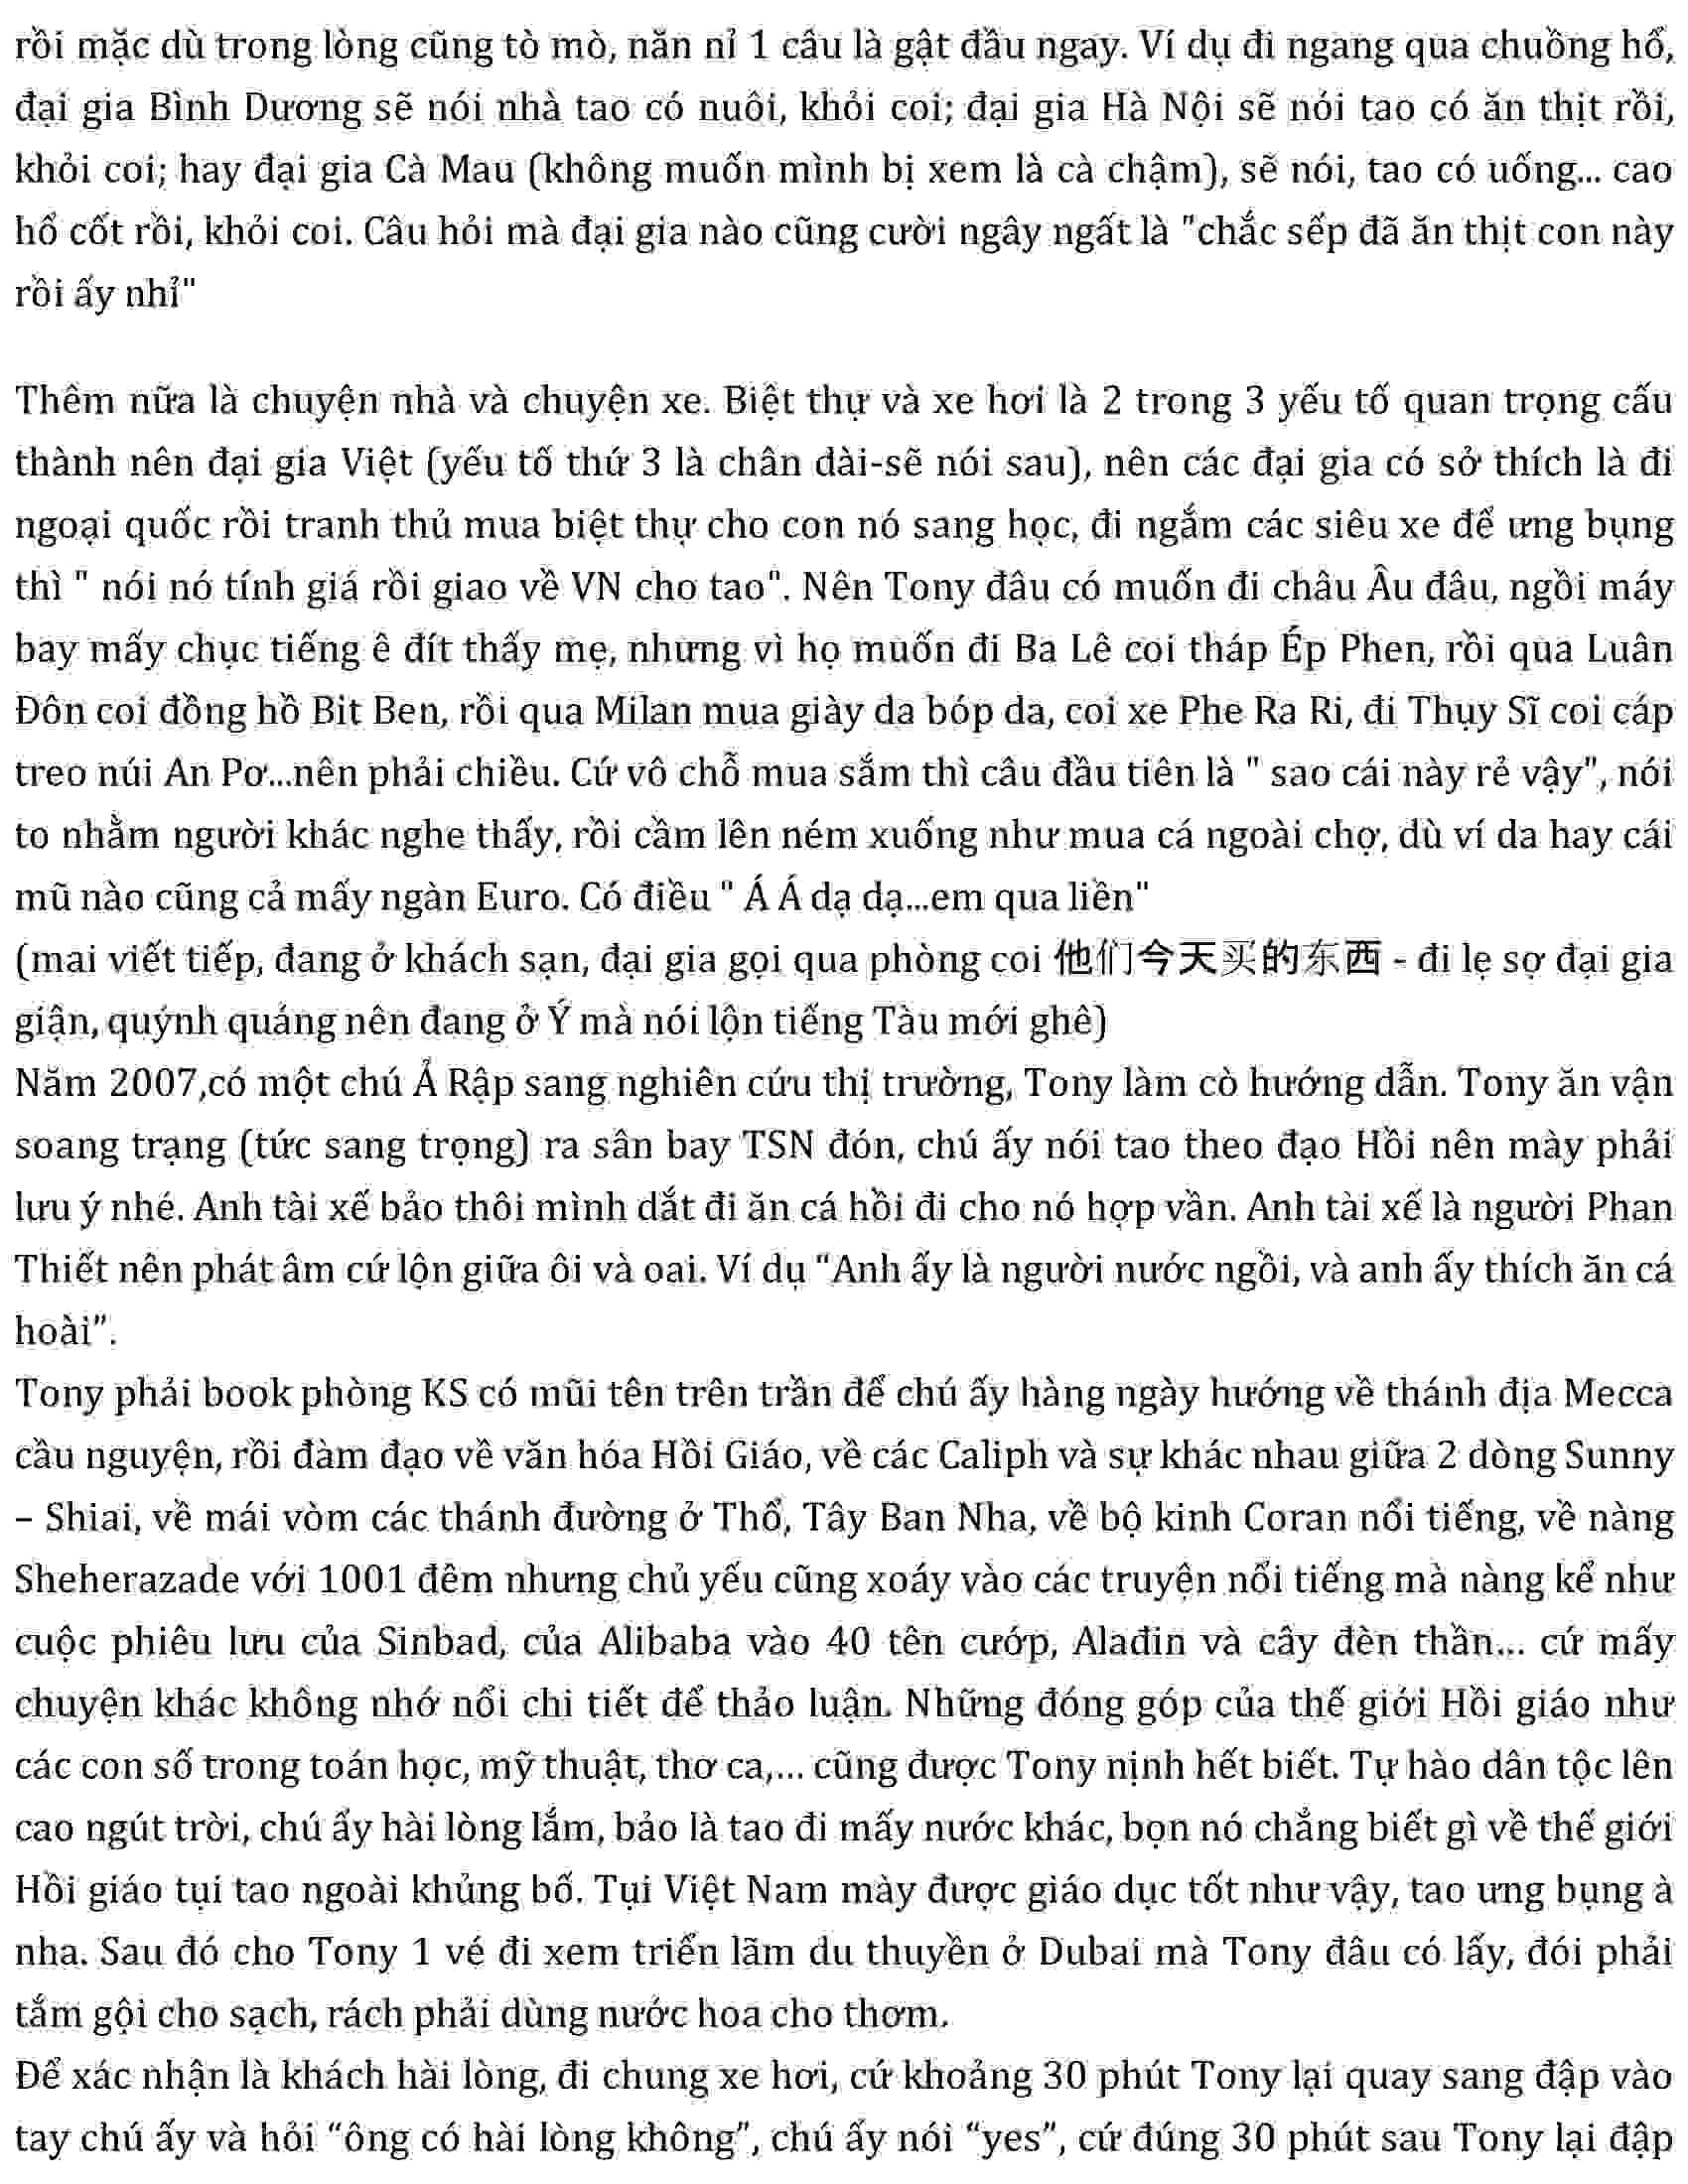 rồi mặc dù trong lòng cũng tò mò, năn nỉ 1 câu là gật đầu ngay. Ví dụ đi ngang qua chuồng hổ,
đại gia Bình Dương sẽ nói nhà tao có nuôi, khỏi coi; đại gia Hà Nội sẽ nói tao có ăn thịt rồi,
khỏi coi; hay đại gia Cà Mau (không muốn mình bị xem là cà chậm), sẽ nói, tao có uống... cao
hổ cốt rồi, khỏi coi. Câu hỏi mà đại gia nào cũng cười ngây ngất là "chắc sếp đã ăn thịt con này
rồi ấy nhỉ"
Thêm nữa là chuyện nhà và chuyện xe. Biệt thự và xe hơi là 2 trong 3 yếu tố quan trọng cấu
thành nên đại gia Việt (yếu tố thứ 3 là chân dài-sẽ nói sau), nên các đại gia có sở thích là đi
ngoại quốc rồi tranh thủ mua biệt thự cho con nó sang học, đi ngắm các siêu xe để ưng bụng
thì " nói nó tính giá rồi giao về VN cho tao". Nên Tony đâu có muốn đi châu Âu đâu, ngồi máy
bay mấy chục tiếng ê đít thấy mẹ, nhưng vì họ muốn đi Ba Lê coi tháp Ép Phen, rồi qua Luân
Đôn coi đồng hồ Bit Ben, rồi qua Milan mua giày da bóp da, coi xe Phe Ra Ri, đi Thụy Sĩ coi cáp
treo núi An Pơ...nên phải chiều. Cứ vô chỗ mua sắm thì câu đầu tiên là " sao cái này rẻ vậy", nói
to nhằm người khác nghe thấy, rồi cầm lên ném xuống như mua cá ngoài chợ, dù ví da hay cái
mũ nào cũng cả mấy ngàn Euro. Có điều " Á Á dạ dạ...em qua liền"
(mai viết tiếp, đang ở khách sạn, đại gia gọi qua phòng coi 他们今天买的东西 - đi lẹ sợ đại gia
giận, quýnh quáng nên đang ở Ý mà nói lộn tiếng Tàu mới ghê)
Năm 2007,có một chú Ả Rập sang nghiên cứu thị trường, Tony làm cò hướng dẫn. Tony ăn vận
soang trạng (tức sang trọng) ra sân bay TSN đón, chú ấy nói tao theo đạo Hồi nên mày phải
lưu ý nhé. Anh tài xế bảo thôi mình dắt đi ăn cá hồi đi cho nó hợp vần. Anh tài xế là người Phan
Thiết nên phát âm cứ lộn giữa ôi và oai. Ví dụ "Anh ấy là người nước ngồi, và anh ấy thích ăn cá
hoài".
Tony phải book phòng KS có mũi tên trên trần để chú ấy hàng ngày hướng về thánh địa Mecca
cầu nguyện, rồi đàm đạo về văn hóa Hồi Giáo, về các Caliph và sự khác nhau giữa 2 dòng Sunny
– Shiai, về mái vòm các thánh đường ở Thổ, Tây Ban Nha, về bộ kinh Coran nổi tiếng, về nàng
Sheherazade với 1001 đêm nhưng chủ yếu cũng xoáy vào các truyện nổi tiếng mà nàng kể như
cuộc phiêu lưu của Sinbad, của Alibaba vào 40 tên cướp, Alađin và cây đèn thần... cứ mấy
chuyện khác không nhớ nổi chi tiết để thảo luận. Những đóng góp của thế giới Hồi giáo như
các con số trong toán học, mỹ thuật, thơ ca,... cũng được Tony nịnh hết biết. Tự hào dân tộc lên
cao ngút trời, chú ấy hài lòng lắm, bảo là tao đi mấy nước khác, bọn nó chẳng biết gì về thế giới
Hồi giáo tụi tao ngoài khủng bố. Tụi Việt Nam mày được giáo dục tốt như vậy, tao ưng bụng à
nha. Sau đó cho Tony 1 vé đi xem triển lãm du thuyền ở Dubai mà Tony đâu có lấy, đói phải
tắm gội cho sạch, rách phải dùng nước hoa cho thơm.
Để xác nhận là khách hài lòng, đi chung xe hơi, cứ khoảng 30 phút Tony lại quay sang đập vào
tay chú ấy và hỏi “ông có hài lòng không”, chú ấy nói “yes”, cứ đúng 30 phút sau Tony lại đập